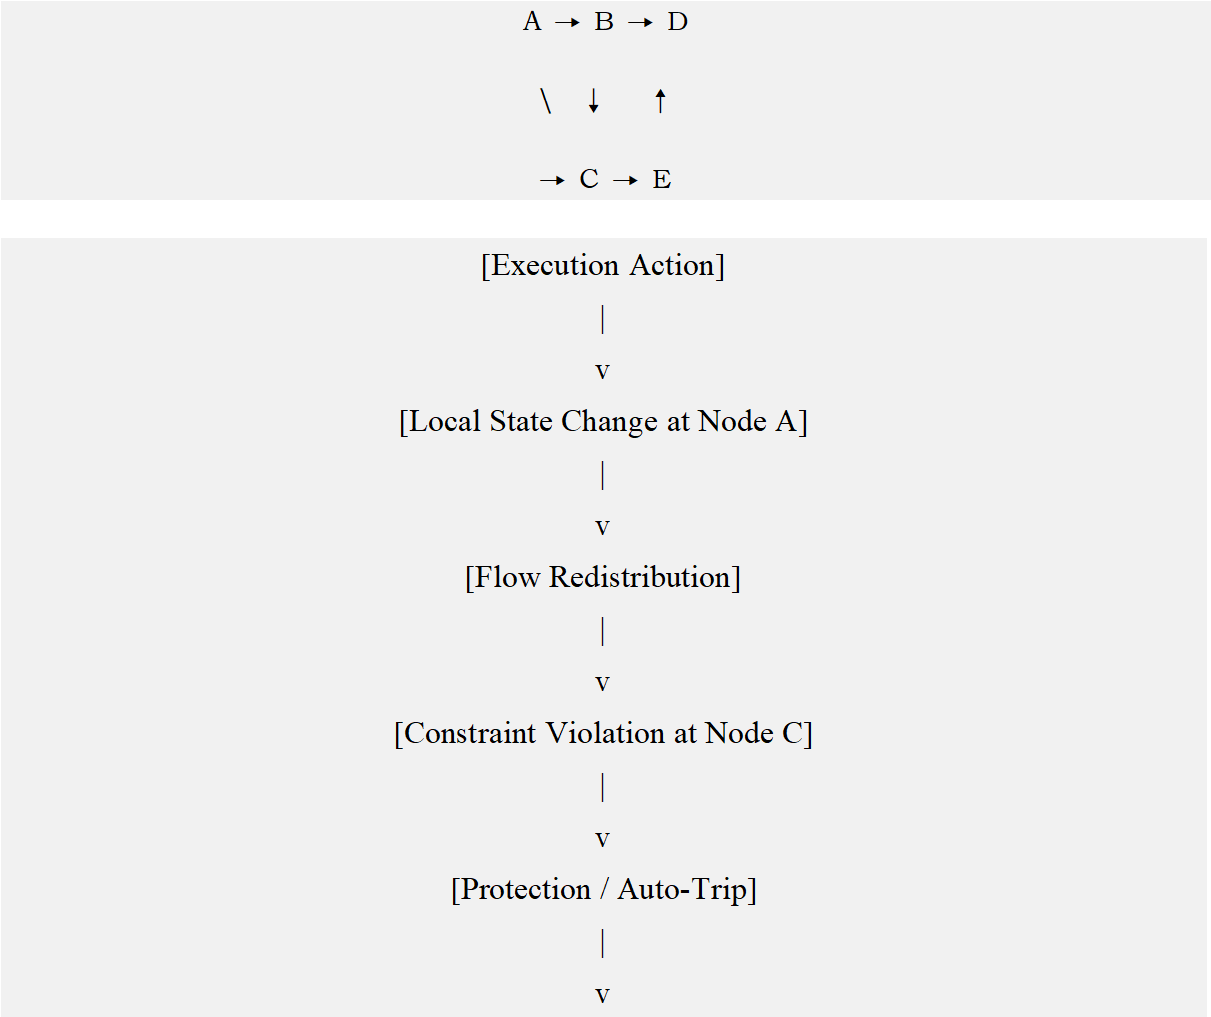 A → B → D
\ ↓ ↑
→ C → E
[Execution Action]
|
v
[Local State Change at Node A]
|
v
[Flow Redistribution]
|
v
[Constraint Violation at Node C]
|
v
[Protection / Auto-Trip]
|
v